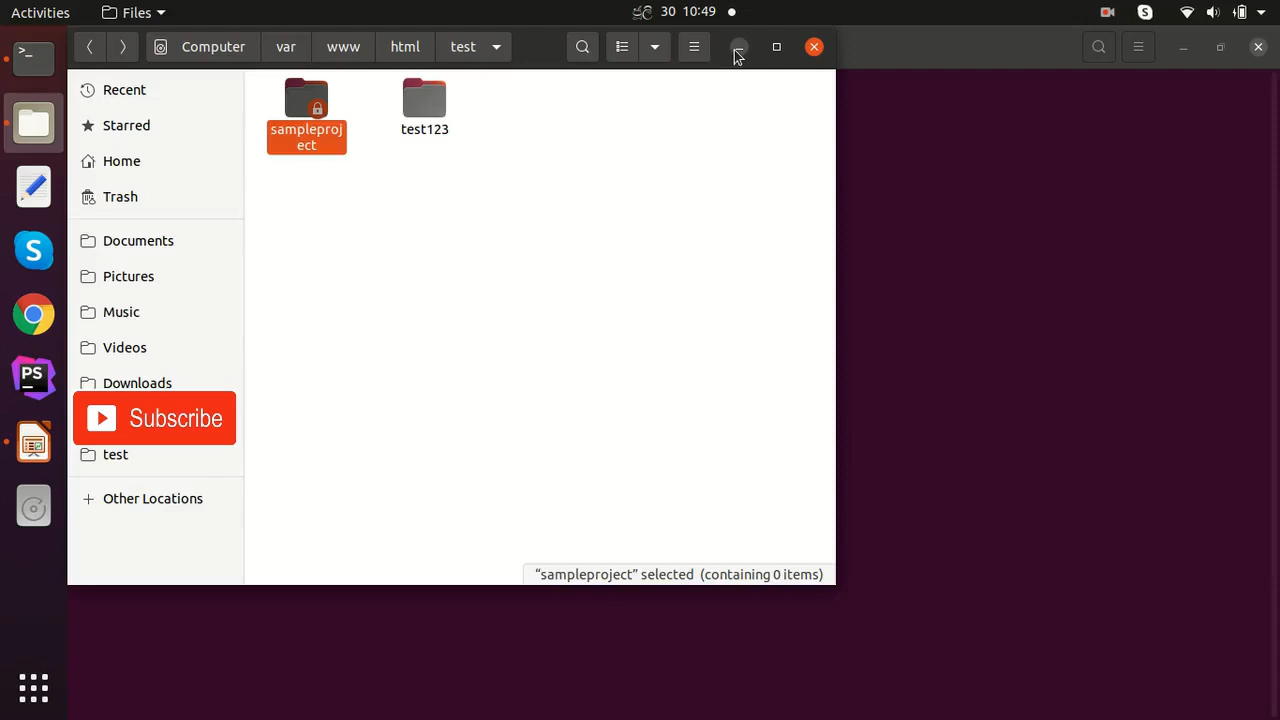 Activities
Files
ජූලි 30 10:49
Computer
var
www
html
test
Recent
Starred
Home
Trash
Documents
Pictures
Music
Videos
Downloads
Subscribe
test
Other Locations
sampleproj
ect
test123
“sampleproject” selected (containing 0 items)
S
PS